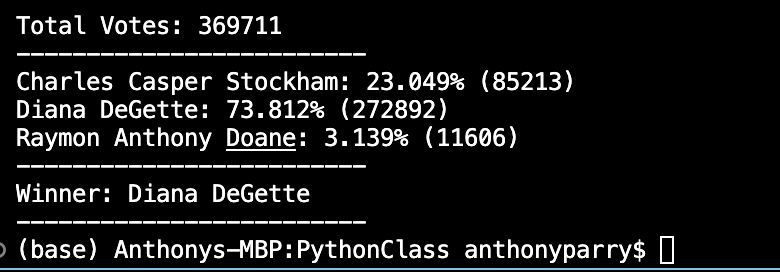 Total Votes: 369711
-------------------------
Charles Casper Stockham: 23.049% (85213)
Diana DeGette: 73.812% (272892)
Raymon Anthony Doane: 3.139% (11606)
-------------------------
Winner: Diana DeGette
-------------------------
(base) Anthonys-MBP:PythonClass anthonyparry$